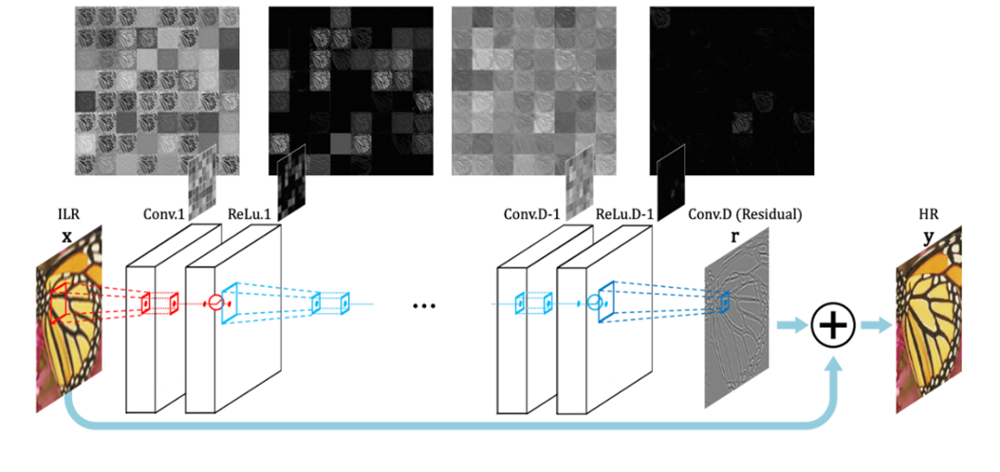 ILR
x
Conv.1
ReLu.1
...
Conv.D-1
ReLu.D-1
Conv.D (Residual)
r
HR
y